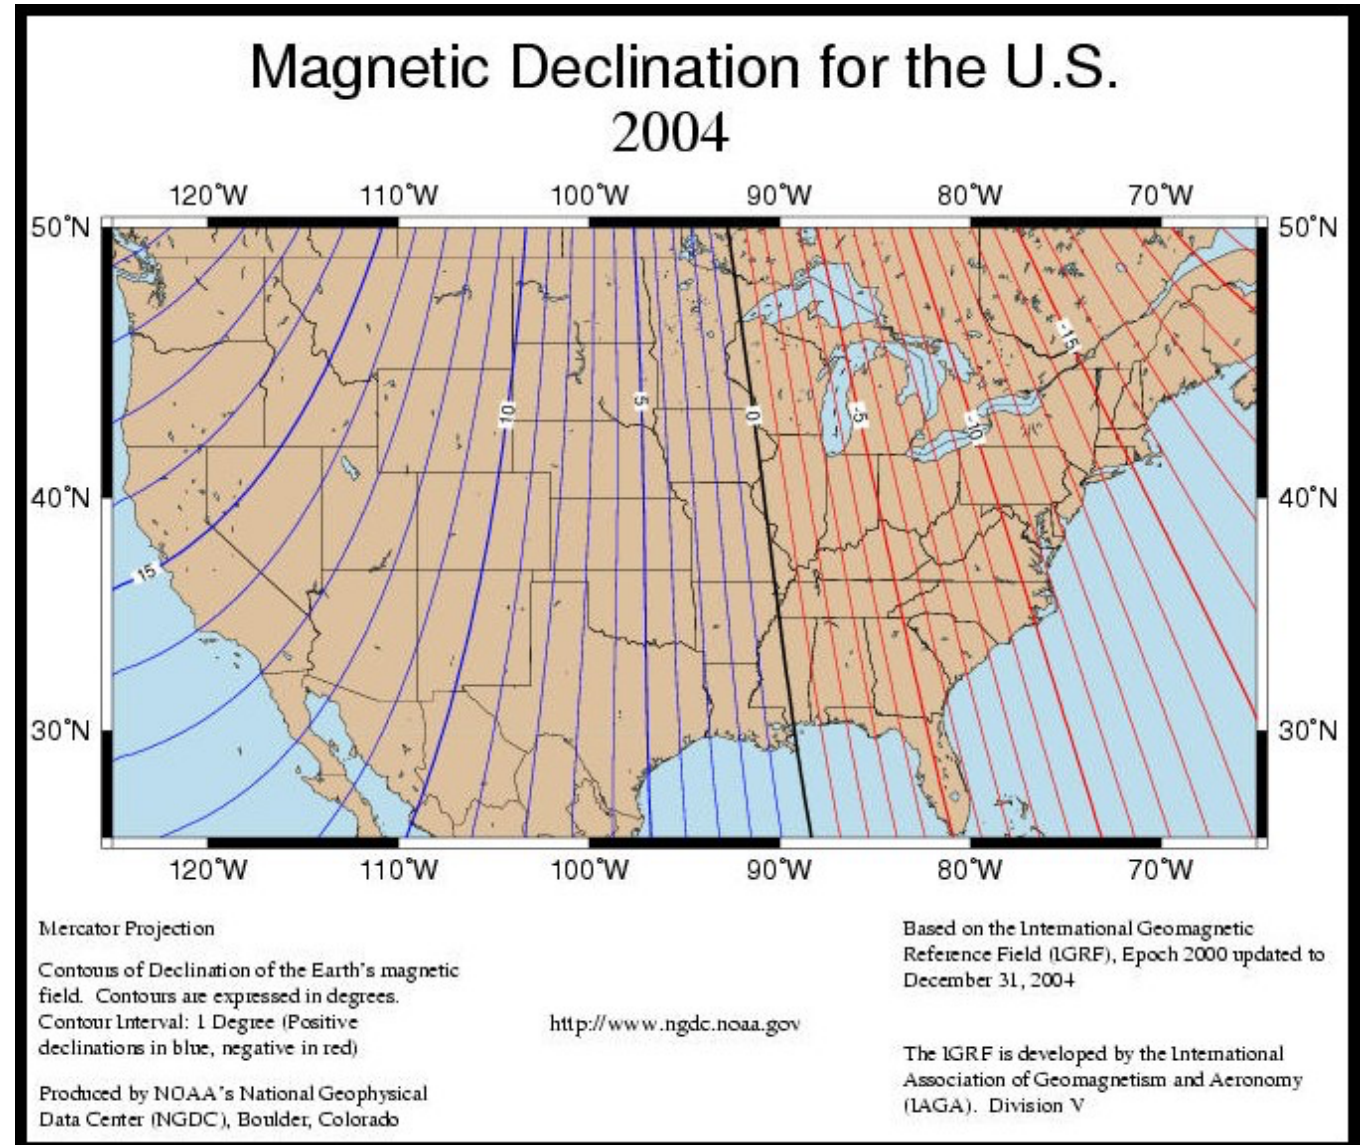 Magnetic Declination for the U.S.
2004
120°W 110°W 100°W 90°W 80°W 70°W
50°N 50°N
-15
10 5 0 -5 -10
40°N 40°N
15
30°N 30°N
120°W 110°W 100°W 90°W 80°W 70°W
Mercator Projection
Contours of Declination of the Earth's magnetic
field. Contours are expressed in degrees.
Contour Interval: 1 Degree (Positive
declinations in blue, negative in red)
Produced by NOAA's National Geophysical
Data Center (NGDC), Boulder, Colorado
http://www.ngdc.noaa.gov
Based on the International Geomagnetic
Reference Field (IGRF), Epoch 2000 updated to
December 31, 2004
The IGRF is developed by the International
Association of Geomagnetism and Aeronomy
(IAGA). Division V